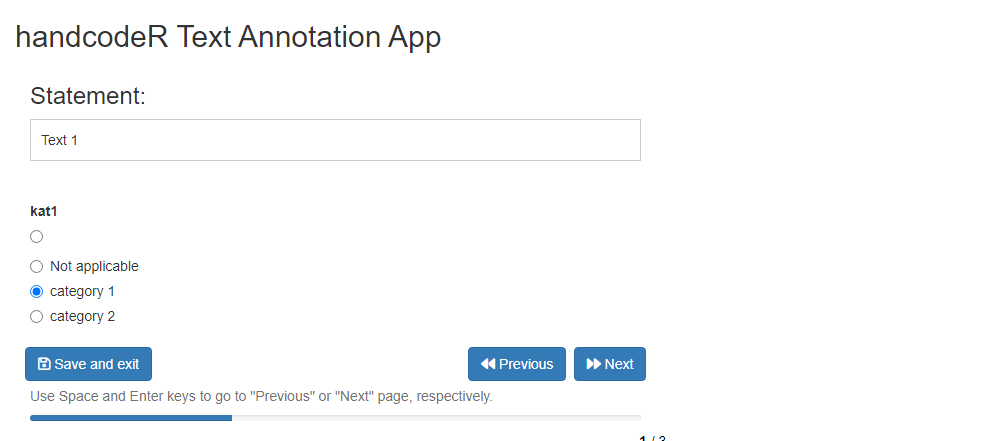 handcodeR Text Annotation App
Statement:
Text 1
kat1
Not applicable
category 1
category 2
Save and exit
Previous
Next
Use Space and Enter keys to go to "Previous" or "Next" page, respectively.
1 / 3